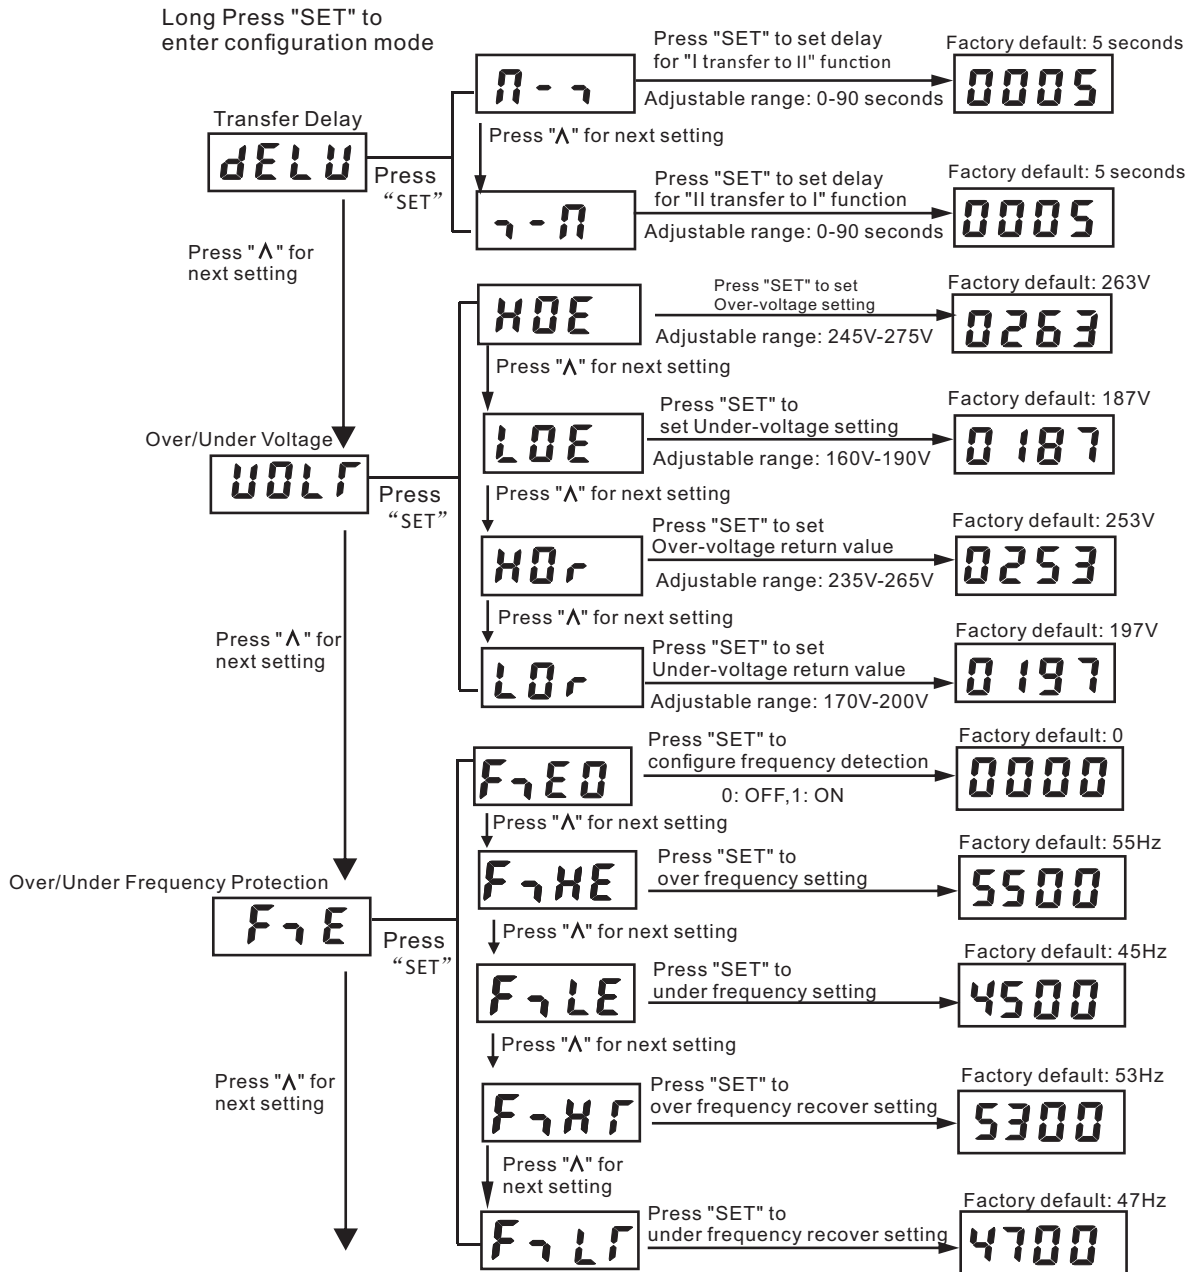 Long Press "SET" to
enter configuration mode
Transfer Delay
dELU
Press
“SET”
Π-┐
Press "SET" to set delay
for "I transfer to II" function
Adjustable range: 0-90 seconds
Factory default: 5 seconds
0005
Press "Λ" for next setting
┐-Π
Press "SET" to set delay
for "II transfer to I" function
Adjustable range: 0-90 seconds
Factory default: 5 seconds
0005
Press "Λ" for
next setting
Over/Under Voltage
UOLΓ
Press
“SET”
HOE
Press "SET" to set
Over-voltage setting
Adjustable range: 245V-275V
Factory default: 263V
0263
Press "Λ" for next setting
LOE
Press "SET" to
set Under-voltage setting
Adjustable range: 160V-190V
Factory default: 187V
0187
Press "Λ" for next setting
HOr
Press "SET" to set
Over-voltage return value
Adjustable range: 235V-265V
Factory default: 253V
0253
Press "Λ" for next setting
LOr
Press "SET" to set
Under-voltage return value
Adjustable range: 170V-200V
Factory default: 197V
0197
Press "Λ" for
next setting
Over/Under Frequency Protection
F┐E
Press
“SET”
F┐E0
Press "SET" to
configure frequency detection
0: OFF,1: ON
Factory default: 0
0000
Press "Λ" for next setting
F┐HE
Press "SET" to
over frequency setting
Factory default: 55Hz
5500
Press "Λ" for next setting
F┐LE
Press "SET" to
under frequency setting
Factory default: 45Hz
4500
Press "Λ" for next setting
F┐HΓ
Press "SET" to
over frequency recover setting
Factory default: 53Hz
5300
Press "Λ" for
next setting
F┐LΓ
Press "SET" to
under frequency recover setting
Factory default: 47Hz
4700
Press "Λ" for
next setting